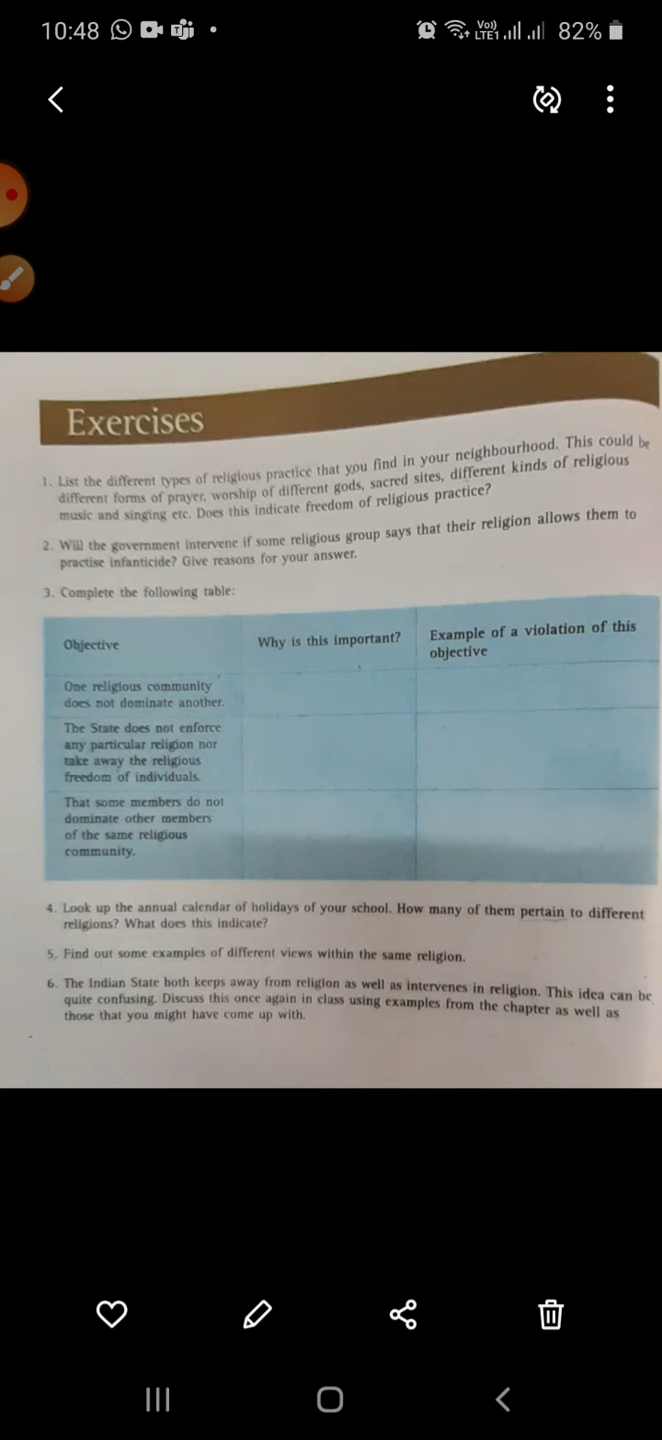 10:48
Vo))
LTE1
82%
Exercises
1. List the different types of religious practice that you find in your neighbourhood. This could be
different forms of prayer, worship of different gods, sacred sites, different kinds of religious
music and singing etc. Does this indicate freedom of religious practice?
2. Will the government intervene if some religious group says that their religion allows them to
practise infanticide? Give reasons for your answer.
3. Complete the following table:
Objective
Why is this important?
Example of a violation of this
objective
One religious community
does not dominate another.
The State does not enforce
any particular religion nor
take away the religious
freedom of individuals.
That some members do not
dominate other members
of the same religious
community.
4. Look up the annual calendar of holidays of your school. How many of them pertain to different
religions? What does this indicate?
5. Find out some examples of different views within the same religion.
6. The Indian State both keeps away from religion as well as intervenes in religion. This idea can be
quite confusing. Discuss this once again in class using examples from the chapter as well as
those that you might have come up with.